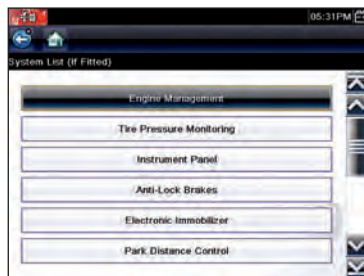 05:31PM
System List (If Fitted)
Engine Management
Tire Pressure Monitoring
Instrument Panel
Anti-Lock Brakes
Electronic Immobilizer
Park Distance Control